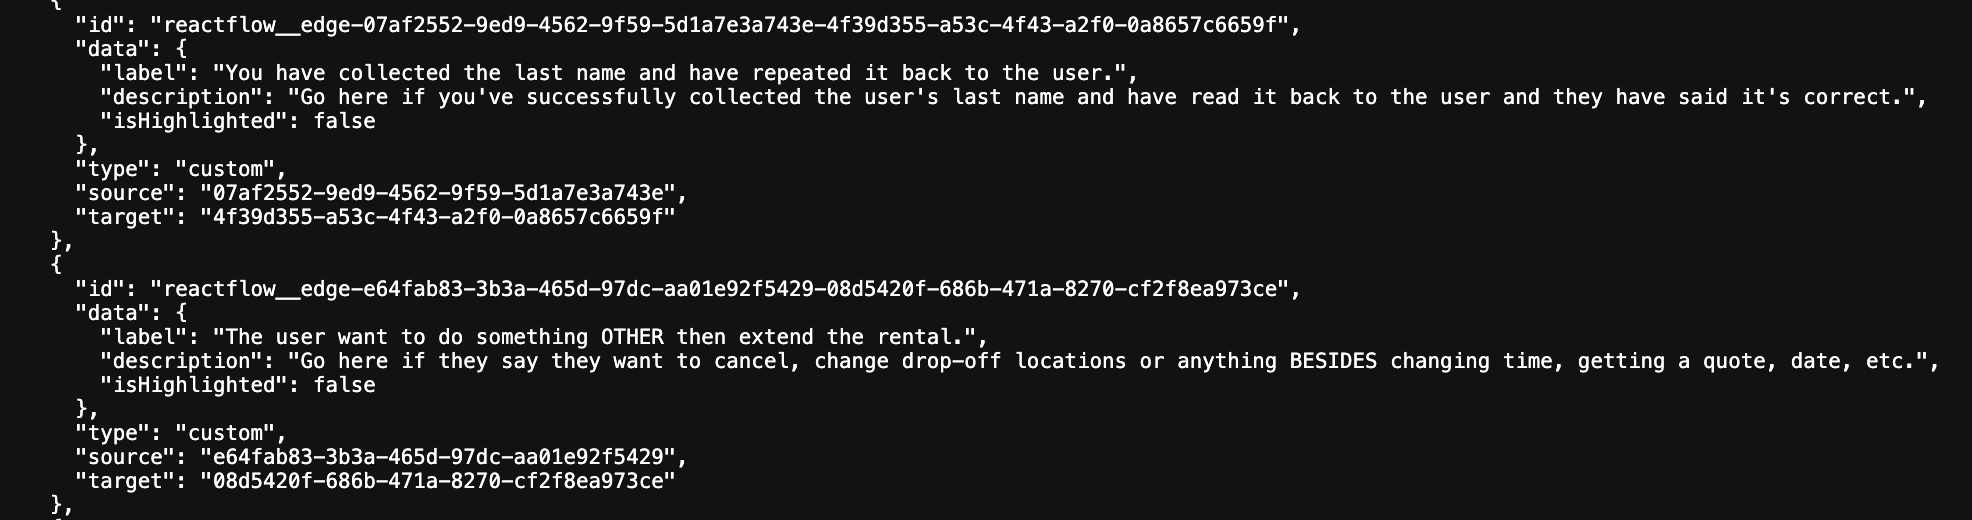 {
"id": "reactflow__edge-07af2552-9ed9-4562-9f59-5d1a7e3a743e-4f39d355-a53c-4f43-a2f0-0a8657c6659f",
"data": {
"label": "You have collected the last name and have repeated it back to the user.",
"description": "Go here if you've successfully collected the user's last name and have read it back to the user and they have said it's correct.",
"isHighlighted": false
},
"type": "custom",
"source": "07af2552-9ed9-4562-9f59-5d1a7e3a743e",
"target": "4f39d355-a53c-4f43-a2f0-0a8657c6659f"
},
{
"id": "reactflow__edge-e64fab83-3b3a-465d-97dc-aa01e92f5429-08d5420f-686b-471a-8270-cf2f8ea973ce",
"data": {
"label": "The user want to do something OTHER then extend the rental.",
"description": "Go here if they say they want to cancel, change drop-off locations or anything BESIDES changing time, getting a quote, date, etc.",
"isHighlighted": false
},
"type": "custom",
"source": "e64fab83-3b3a-465d-97dc-aa01e92f5429",
"target": "08d5420f-686b-471a-8270-cf2f8ea973ce"
},
{